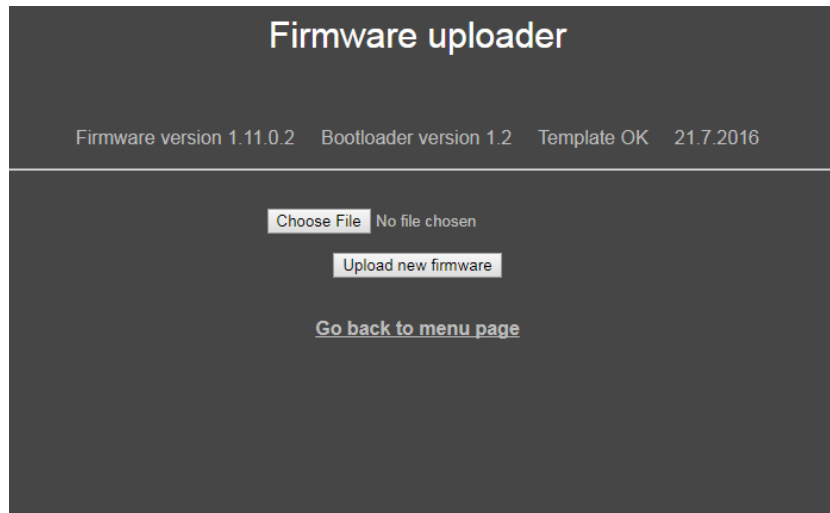 Firmware uploader
Firmware version 1.11.0.2 Bootloader version 1.2 Template OK 21.7.2016
Choose File No file chosen
Upload new firmware
Go back to menu page